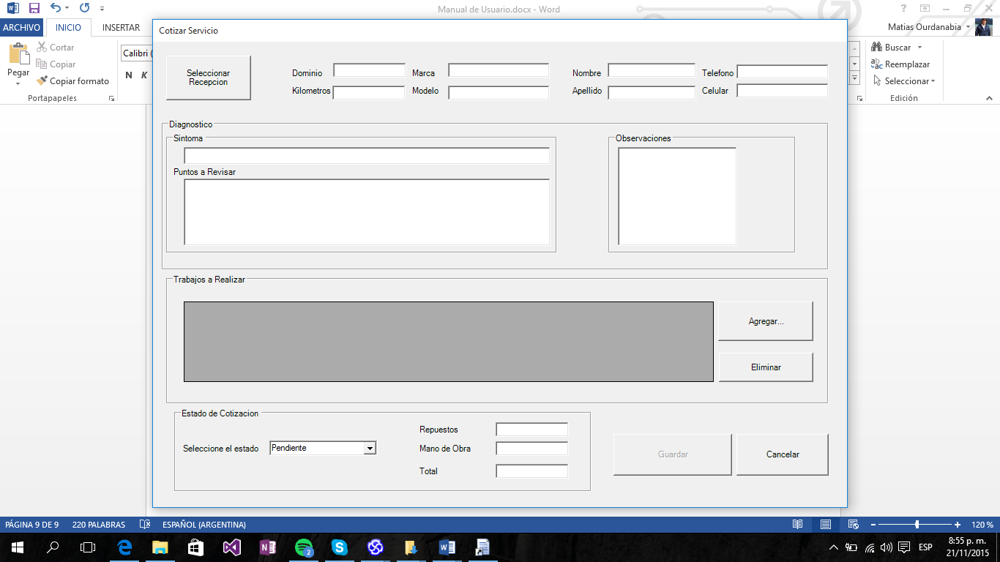 Manual de Usuario.docx - Word
ARCHIVO INICIO INSERTAR
Matias Ourdanabia
Pegar
Cortar
Copiar
Copiar formato
Portapapeles
Calibri (
N K
Buscar
Reemplazar
Seleccionar
Edición
Cotizar Servicio
Seleccionar
Recepcion
Dominio Marca Nombre Telefono
Kilometros Modelo Apellido Celular
Diagnostico
Sintoma
Observaciones
Puntos a Revisar
Trabajos a Realizar
Agregar...
Eliminar
Estado de Cotizacion
Seleccione el estado Pendiente
Repuestos
Mano de Obra
Total
Guardar Cancelar
PÁGINA 9 DE 9 220 PALABRAS ESPAÑOL (ARGENTINA) 120 %
2
ESP
8:55 p. m.
21/11/2015